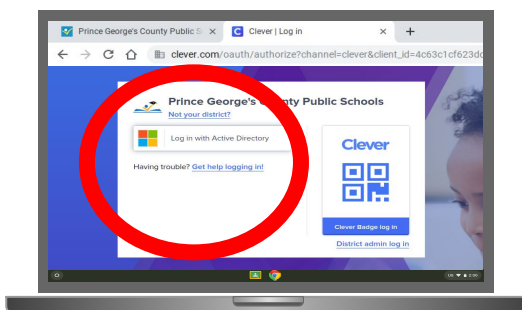 Prince George's County Public S
Clever | Log in
clever.com/oauth/authorize?channel=clever&client_id=4c63c1cf623dc
Prince George's County Public Schools
Not your district?
Log in with Active Directory
Having trouble? Get help logging in!
Clever
Clever Badge log in
District admin log in
US